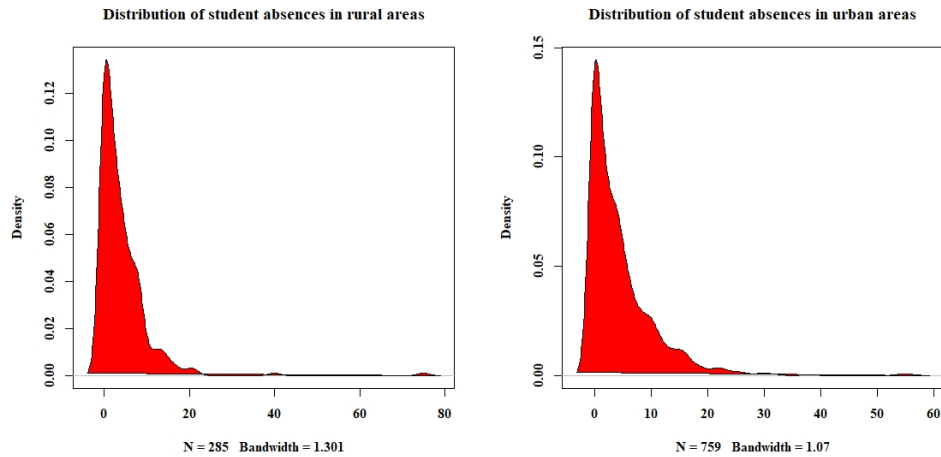 Distribution of student absences in rural areas
Density
0.00
0.02
0.04
0.06
0.08
0.10
0.12
0 20 40 60 80
N = 285 Bandwidth = 1.301
Distribution of student absences in urban areas
Density
0.00
0.05
0.10
0.15
0 10 20 30 40 50 60
N = 759 Bandwidth = 1.07